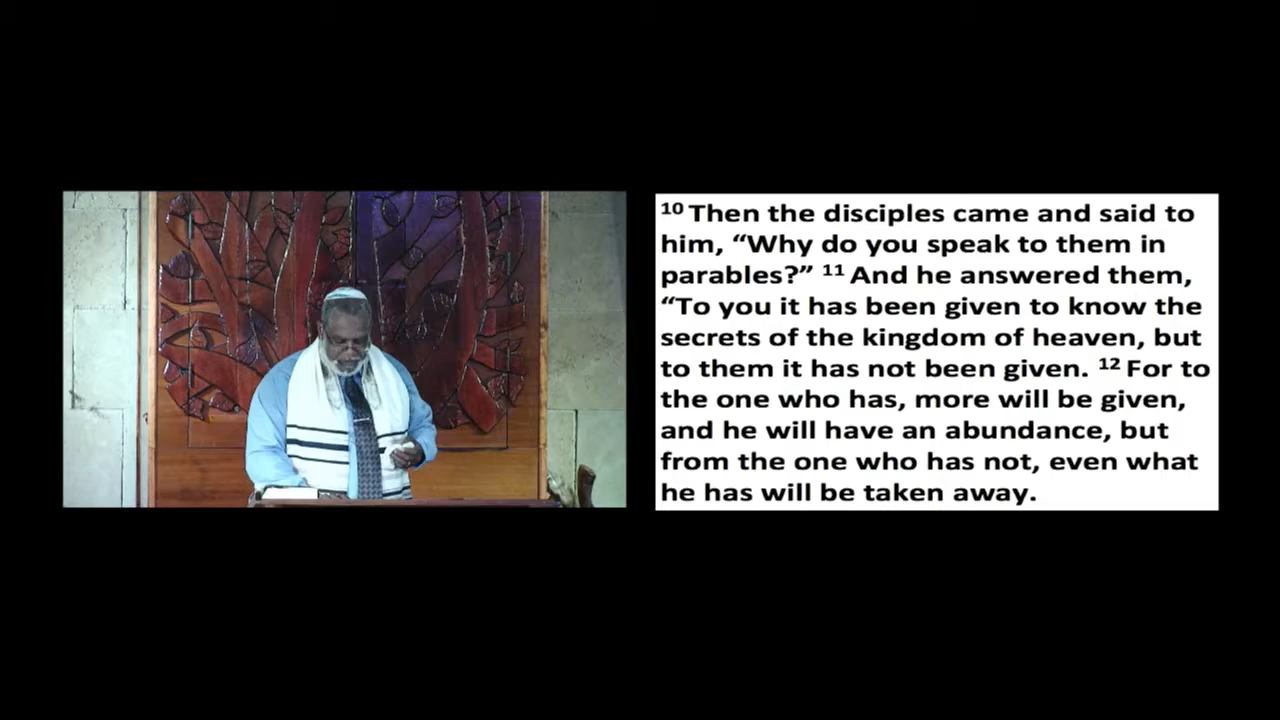 ¹⁰ Then the disciples came and said to
him, “Why do you speak to them in
parables?” ¹¹ And he answered them,
“To you it has been given to know the
secrets of the kingdom of heaven, but
to them it has not been given. ¹² For to
the one who has, more will be given,
and he will have an abundance, but
from the one who has not, even what
he has will be taken away.